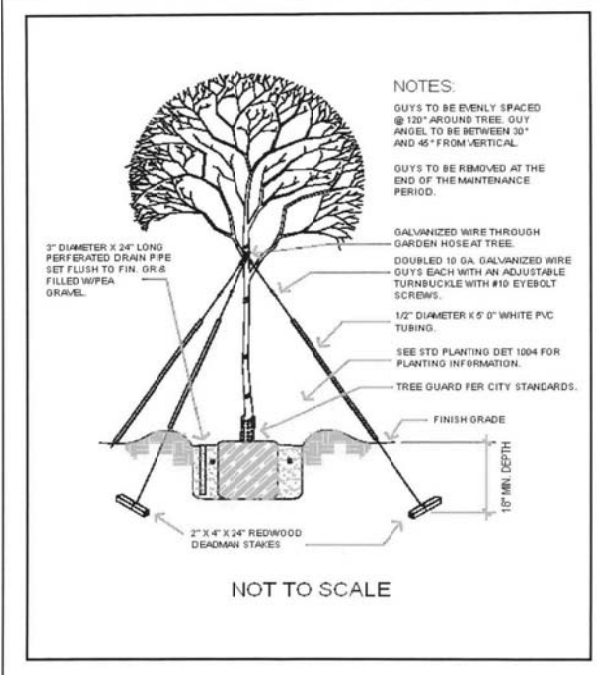 NOTES:
GUYS TO BE EVENLY SPACED
@ 120° AROUND TREE. GUY
ANGEL TO BE BETWEEN 30°
AND 45° FROM VERTICAL.
GUYS TO BE REMOVED AT THE
END OF THE MAINTENANCE
PERIOD.
3" DIAMETER X 24" LONG
PERFERATED DRAIN PIPE
SET FLUSH TO FIN. GR &
FILLED W/PEA
GRAVEL.
GALVANIZED WIRE THROUGH
GARDEN HOSE AT TREE.
DOUBLED 10 GA. GALVANIZED WIRE
GUYS EACH WITH AN ADJUSTABLE
TURNBUCKLE WITH #10 EYEBOLT
SCREWS.
1/2" DIAMETER X 5' 0" WHITE PVC
TUBING.
SEE STD PLANTING DET 1004 FOR
PLANTING INFORMATION.
TREE GUARD PER CITY STANDARDS.
FINISH GRADE
18" MIN. DEPTH
2" X 4" X 24" REDWOOD
DEADMAN STAKES
NOT TO SCALE